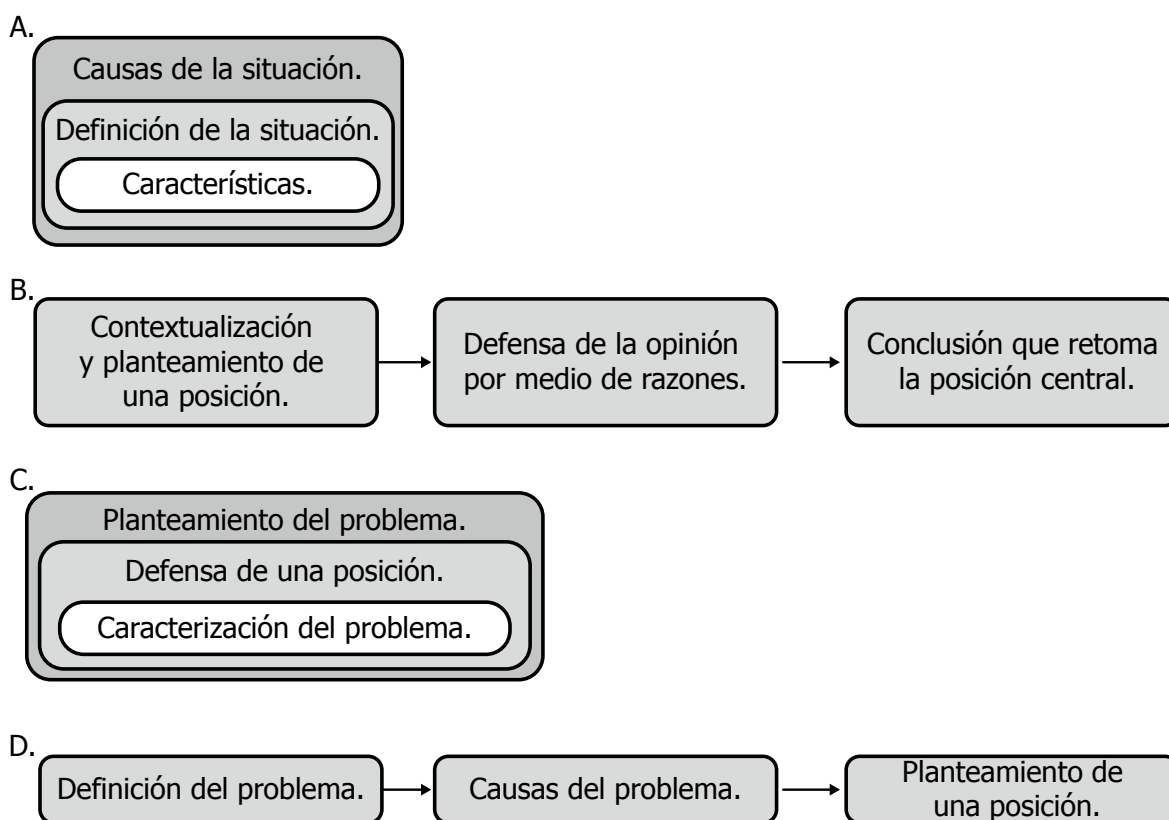 A.
Causas de la situación.
Definición de la situación.
Características.
B.
Contextualización
y planteamiento de
una posición.
Defensa de la opinión
por medio de razones.
Conclusión que retoma
la posición central.
C.
Planteamiento del problema.
Defensa de una posición.
Caracterización del problema.
D.
Definición del problema.
Causas del problema.
Planteamiento de
una posición.